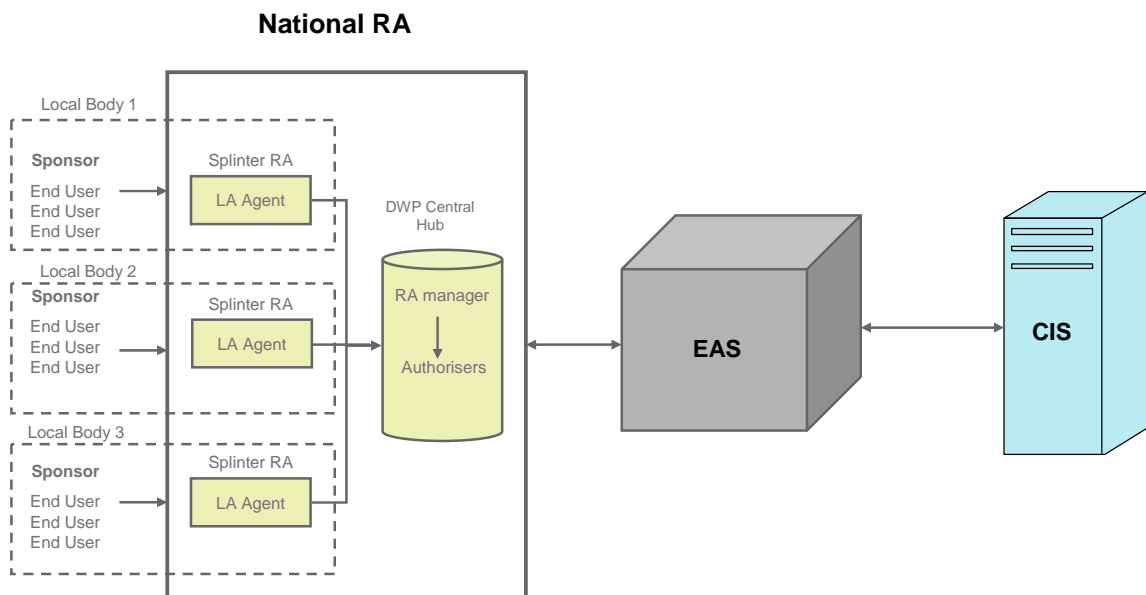 National RA
Local Body 1
Sponsor
End User
End User
End User
Splinter RA
LA Agent
Local Body 2
Sponsor
End User
End User
End User
Splinter RA
LA Agent
Local Body 3
Sponsor
End User
End User
End User
Splinter RA
LA Agent
DWP Central
Hub
RA manager
Authorisers
EAS
CIS